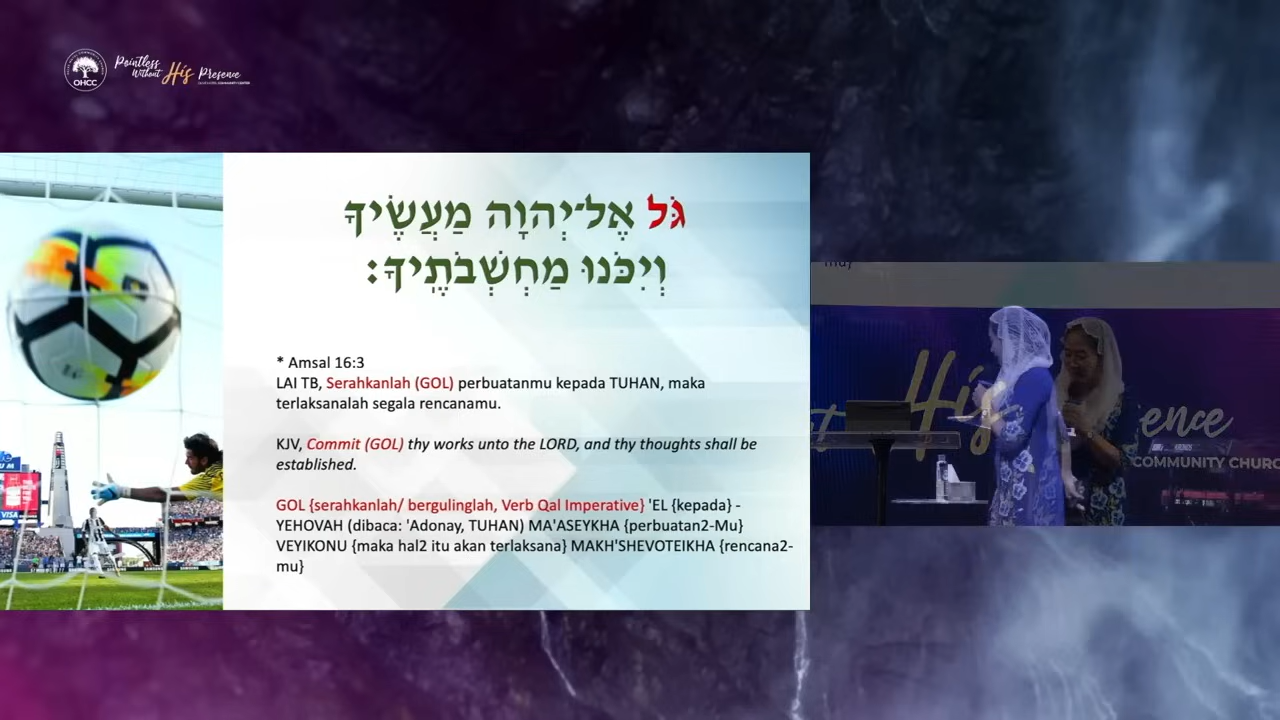 OHCC
Pointless
Without His Presence
גֹּל אֶל־יְהוָה מַעֲשֶׂיךָ
וְיִכֹּנוּ מַחְשְׁבֹתֶֽיךָ׃
* Amsal 16:3
LAI TB, Serahkanlah (GOL) perbuatanmu kepada TUHAN, maka
terlaksanalah segala rencanamu.
KJV, Commit (GOL) thy works unto the LORD, and thy thoughts shall be
established.
GOL {serahkanlah/ bergulinglah, Verb Qal Imperative} 'EL {kepada} -
YEHOVAH (dibaca: 'Adonay, TUHAN) MA'ASEYKHA {perbuatan2-Mu}
VEYIKONU {maka hal2 itu akan terlaksana} MAKH'SHEVOTEIKHA {rencana2-
mu}
VISA
His
ence
COMMUNITY CHURC